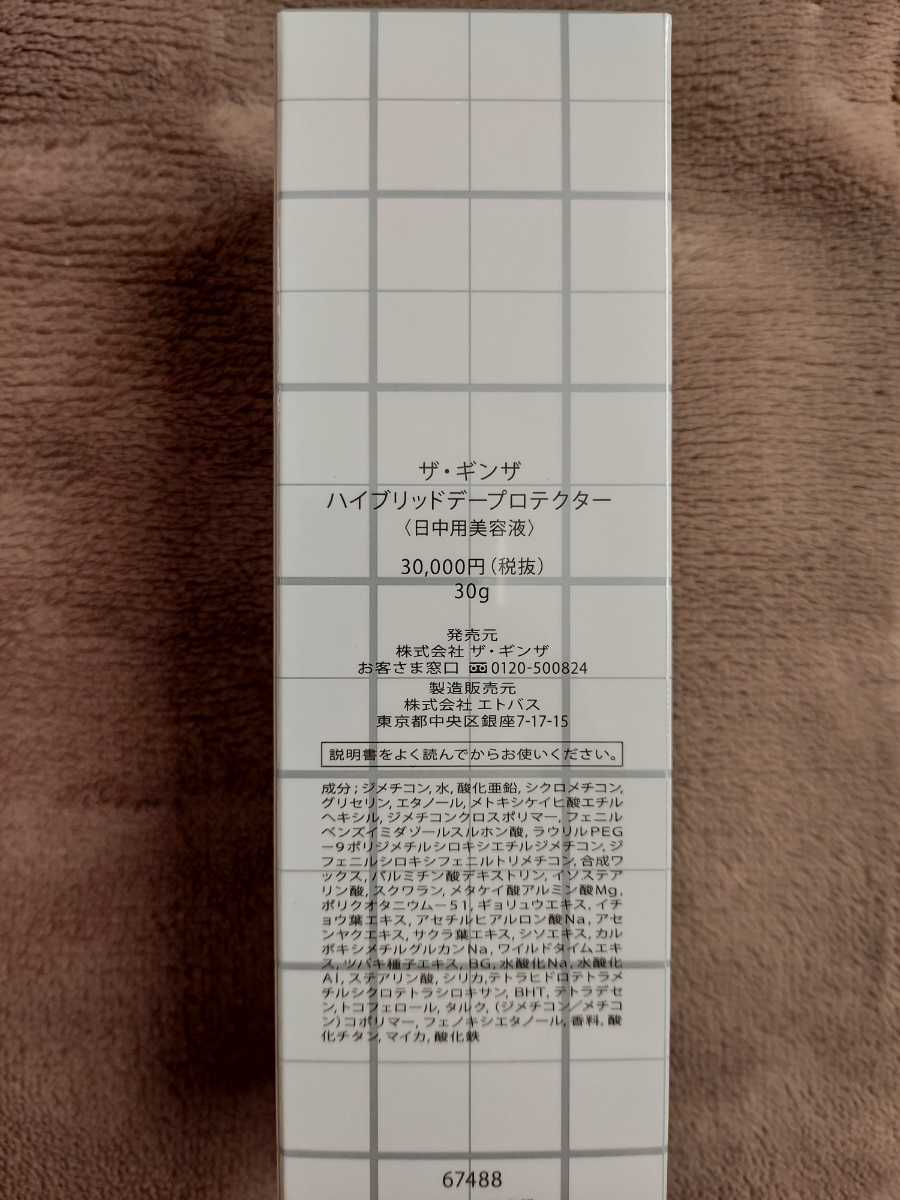 ザ・ギンザ
ハイブリッドデープロテクター
〈日中用美容液〉
30,000円(税抜)
30g
発売元
株式会社 ザ・ギンザ
お客さま窓口 0120-500824
製造販売元
株式会社 エトバス
東京都中央区銀座7-17-15
説明書をよく読んでからお使いください。
成分;ジメチコン, 水, 酸化亜鉛, シクロメチコン,
グリセリン, エタノール, メトキシケイヒ酸エチル
ヘキシル, ジメチコンクロスポリマー, フェニル
ベンズイミダゾールスルホン酸, ラウリルPEG
-9ポリジメチルシロキシエチルジメチコン, ジ
フェニルシロキシフェニルトリメチコン, 合成ワ
ックス, パルミチン酸デキストリン, イソステア
リン酸, スクワラン, メタケイ酸アルミン酸Mg,
ポリクオタニウム-51, ギョリュウエキス, イチ
ョウ葉エキス, アセチルヒアルロン酸Na, アセ
ンヤクエキス, サクラ葉エキス, シソエキス, カル
ボキシメチルグルカンNa, ワイルドタイムエキ
ス, ツバキ種子エキス, BG, 水酸化Na, 水酸化
Al, ステアリン酸, シリカ, テトラヒドロテトラメ
チルシクロテトラシロキサン, BHT, テトラデセ
ン, トコフェロール, タルク, (ジメチコン/メチコ
ン)コポリマー, フェノキシエタノール, 香料, 酸
化チタン, マイカ, 酸化鉄
67488